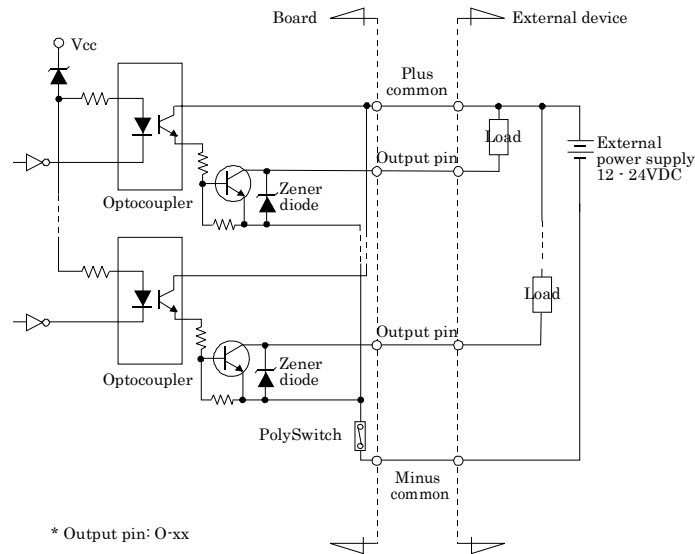 Board
External device
Vcc
Plus
common
Load
External
power supply
12 - 24VDC
Output pin
Zener
diode
Optocoupler
Load
Output pin
Zener
diode
Optocoupler
PolySwitch
Minus
common
* Output pin: O-xx